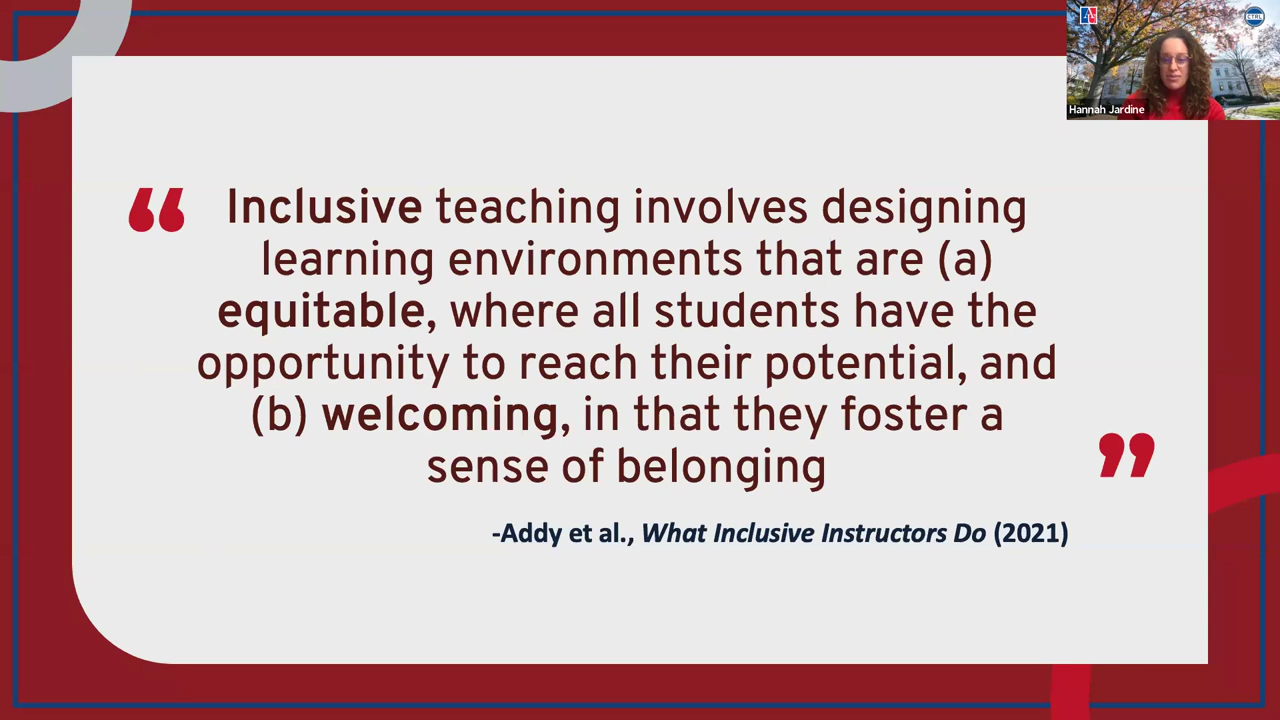 CTRL
Hannah Jardine
“ Inclusive teaching involves designing
learning environments that are (a)
equitable, where all students have the
opportunity to reach their potential, and
(b) welcoming, in that they foster a
sense of belonging ”
-Addy et al., What Inclusive Instructors Do (2021)